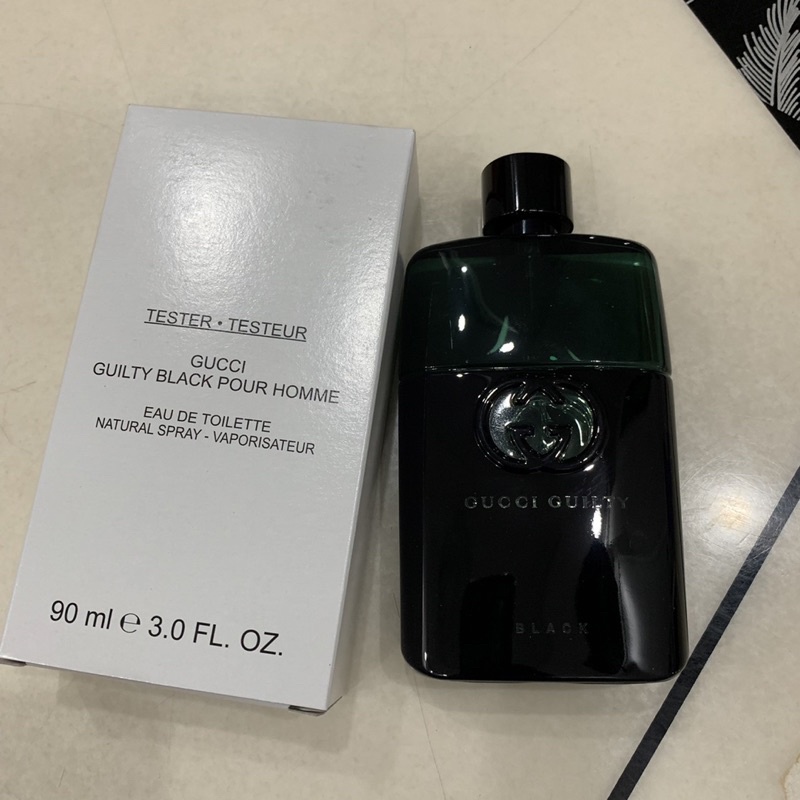 TESTER • TESTEUR
GUCCI
GUILTY BLACK POUR HOMME
EAU DE TOILETTE
NATURAL SPRAY - VAPORISATEUR
90 ml ℮ 3.0 FL. OZ.
GUCCI GUILTY
BLACK